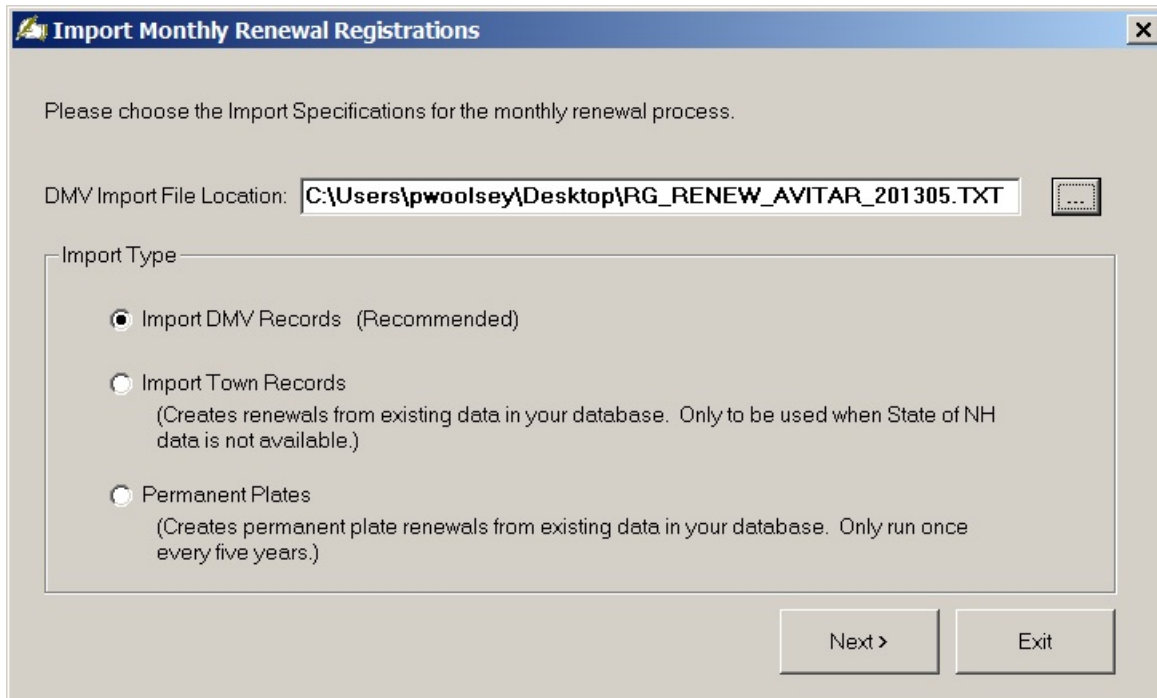 Import Monthly Renewal Registrations
Please choose the Import Specifications for the monthly renewal process.
DMV Import File Location: C:\Users\pwoolsey\Desktop\RG_RENEW_AVITAR_201305.TXT ...
Import Type
Import DMV Records (Recommended)
Import Town Records
(Creates renewals from existing data in your database. Only to be used when State of NH
data is not available.)
Permanent Plates
(Creates permanent plate renewals from existing data in your database. Only run once
every five years.)
Next > Exit